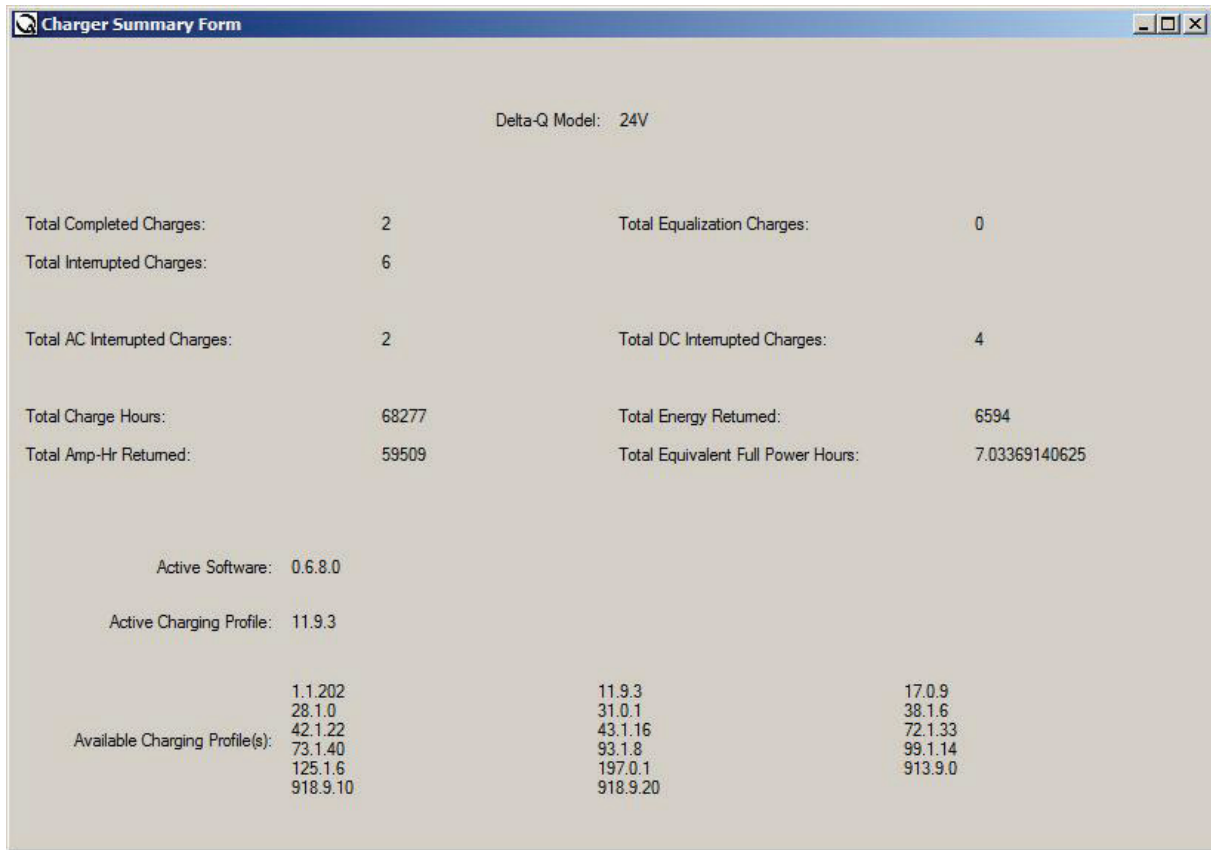 Charger Summary Form
Delta-Q Model: 24V
Total Completed Charges: 2 Total Equalization Charges: 0
Total Interrupted Charges: 6
Total AC Interrupted Charges: 2 Total DC Interrupted Charges: 4
Total Charge Hours: 68277 Total Energy Returned: 6594
Total Amp-Hr Returned: 59509 Total Equivalent Full Power Hours: 7.03369140625
Active Software: 0.6.8.0
Active Charging Profile: 11.9.3
Available Charging Profile(s):
1.1.202 11.9.3 17.0.9
28.1.0 31.0.1 38.1.6
42.1.22 43.1.16 72.1.33
73.1.40 93.1.8 99.1.14
125.1.6 197.0.1 913.9.0
918.9.10 918.9.20